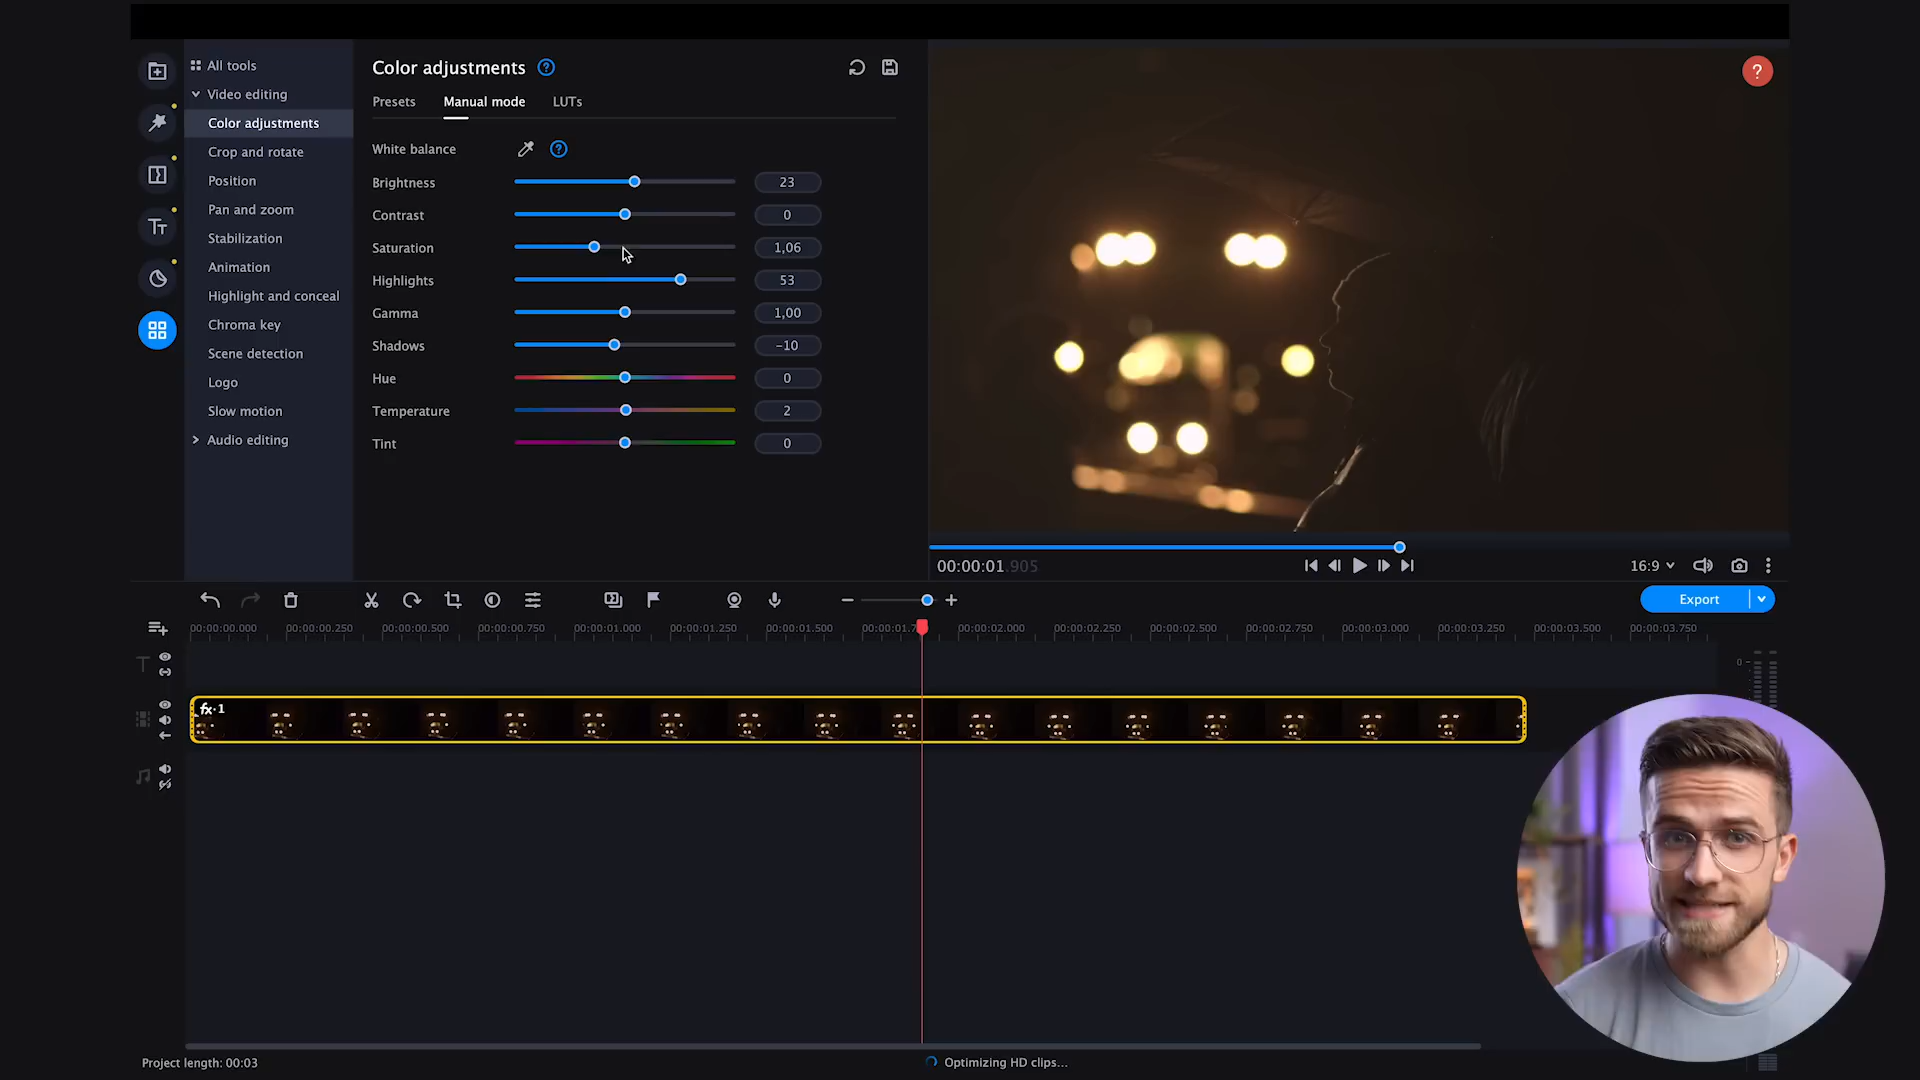 All tools
Video editing
Color adjustments
Crop and rotate
Position
Pan and zoom
Stabilization
Animation
Highlight and conceal
Chroma key
Scene detection
Logo
Slow motion
Audio editing
Color adjustments ?
Presets Manual mode LUTs
White balance ?
Brightness 23
Contrast 0
Saturation 1,06
Highlights 53
Gamma 1,00
Shadows −10
Hue 0
Temperature 2
Tint 0
?
00:00:01.905
16:9
Export
00:00:00.000 00:00:00.250 00:00:00.500 00:00:00.750 00:00:01.000 00:00:01.250 00:00:01.500 00:00:02.000 00:00:02.250 00:00:02.500 00:00:02.750 00:00:03.000 00:00:03.250 00:00:03.500 00:00:03.750
0
fx·1
Project length: 00:03
Optimizing HD clips...